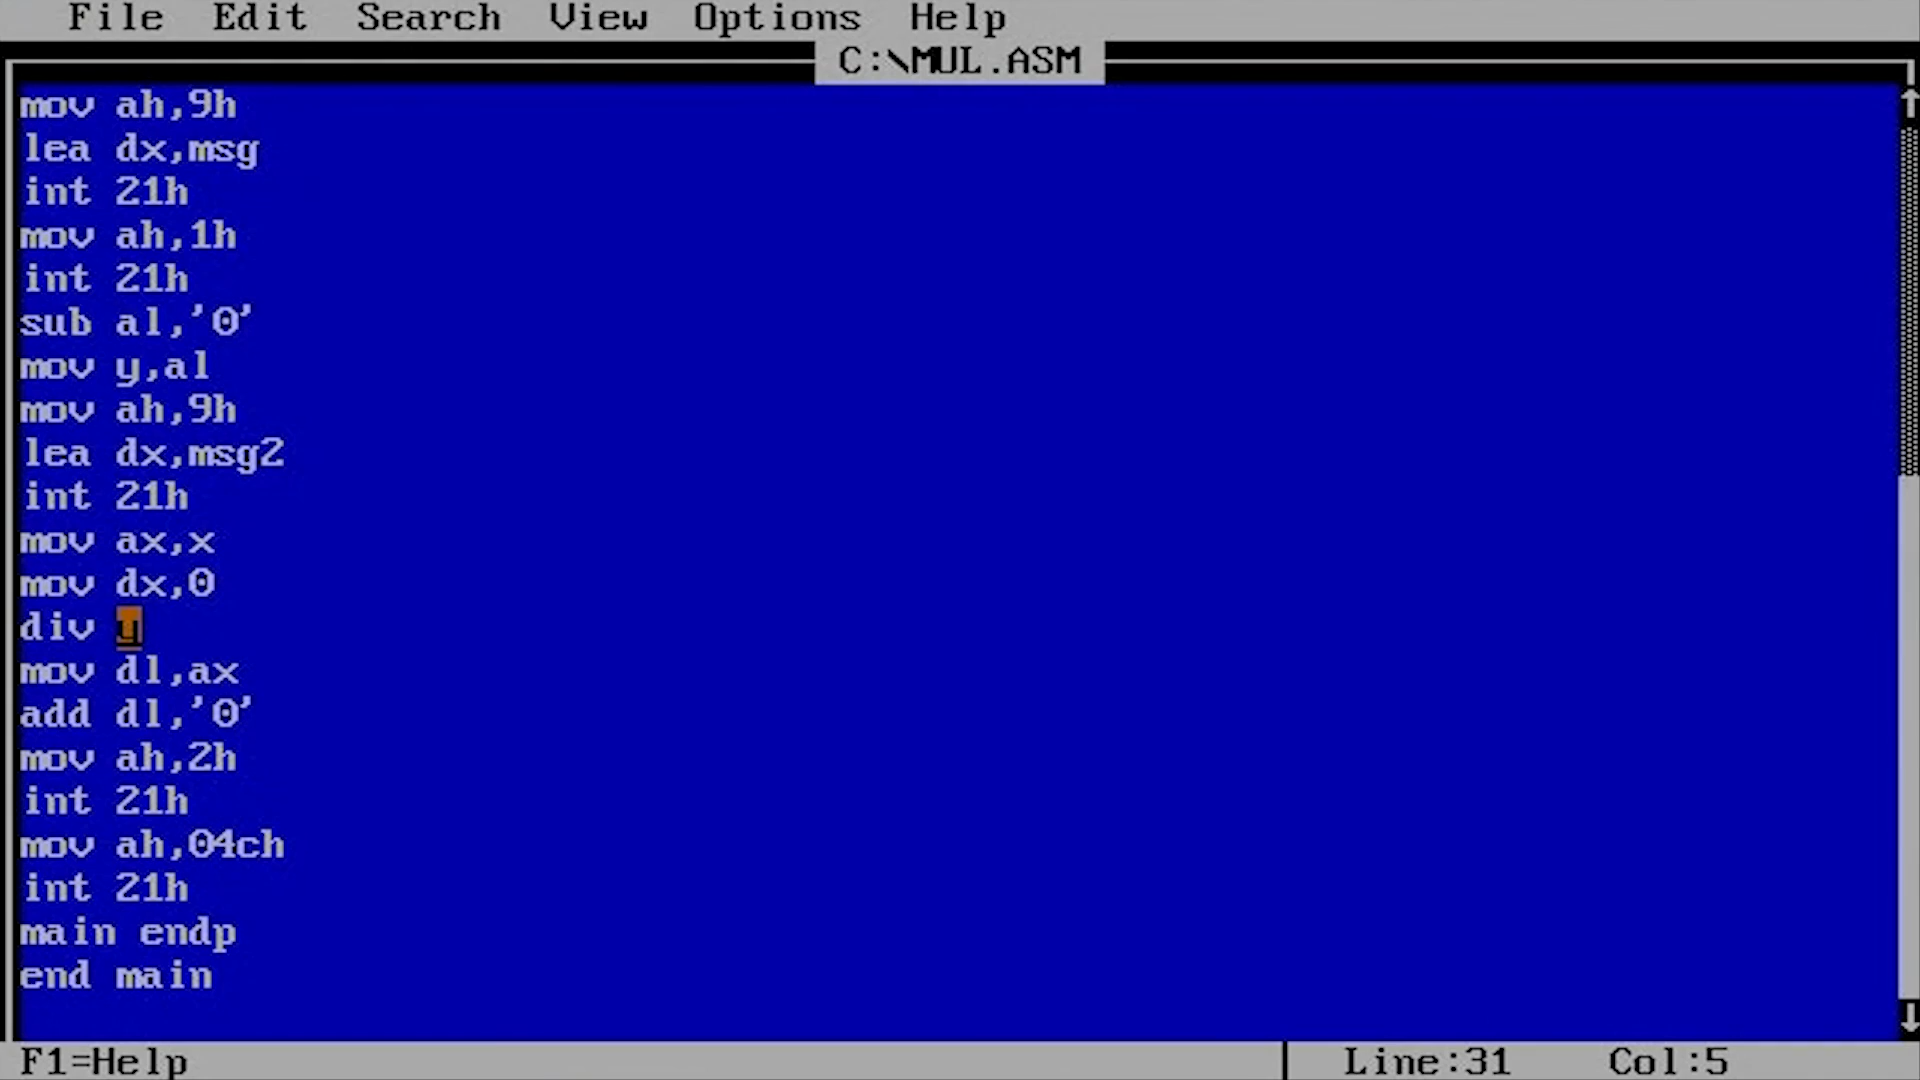 File Edit Search View Options Help
C:\MUL.ASM
mov ah,9h
lea dx,msg
int 21h
mov ah,1h
int 21h
sub al,'0'
mov y,al
mov ah,9h
lea dx,msg2
int 21h
mov ax,x
mov dx,0
div y
mov dl,ax
add dl,'0'
mov ah,2h
int 21h
mov ah,04ch
int 21h
main endp
end main
F1=Help Line:31 Col:5